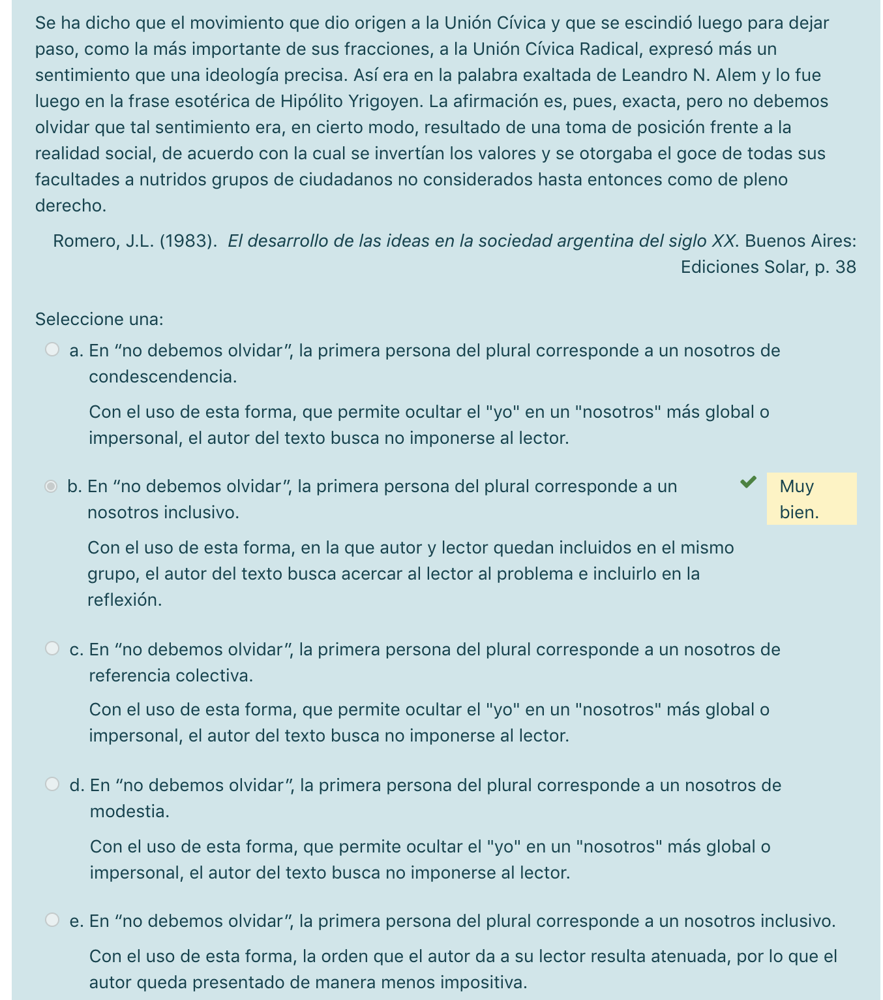 Se ha dicho que el movimiento que dio origen a la Unión Cívica y que se escindió luego para dejar
paso, como la más importante de sus fracciones, a la Unión Cívica Radical, expresó más un
sentimiento que una ideología precisa. Así era en la palabra exaltada de Leandro N. Alem y lo fue
luego en la frase esotérica de Hipólito Yrigoyen. La afirmación es, pues, exacta, pero no debemos
olvidar que tal sentimiento era, en cierto modo, resultado de una toma de posición frente a la
realidad social, de acuerdo con la cual se invertían los valores y se otorgaba el goce de todas sus
facultades a nutridos grupos de ciudadanos no considerados hasta entonces como de pleno
derecho.
Romero, J.L. (1983). El desarrollo de las ideas en la sociedad argentina del siglo XX. Buenos Aires:
Ediciones Solar, p. 38
Seleccione una:
a. En “no debemos olvidar”, la primera persona del plural corresponde a un nosotros de
condescendencia.
Con el uso de esta forma, que permite ocultar el "yo" en un "nosotros" más global o
impersonal, el autor del texto busca no imponerse al lector.
b. En “no debemos olvidar”, la primera persona del plural corresponde a un
nosotros inclusivo.
Muy
bien.
Con el uso de esta forma, en la que autor y lector quedan incluidos en el mismo
grupo, el autor del texto busca acercar al lector al problema e incluirlo en la
reflexión.
c. En “no debemos olvidar”, la primera persona del plural corresponde a un nosotros de
referencia colectiva.
Con el uso de esta forma, que permite ocultar el "yo" en un "nosotros" más global o
impersonal, el autor del texto busca no imponerse al lector.
d. En “no debemos olvidar”, la primera persona del plural corresponde a un nosotros de
modestia.
Con el uso de esta forma, que permite ocultar el "yo" en un "nosotros" más global o
impersonal, el autor del texto busca no imponerse al lector.
e. En “no debemos olvidar”, la primera persona del plural corresponde a un nosotros inclusivo.
Con el uso de esta forma, la orden que el autor da a su lector resulta atenuada, por lo que el
autor queda presentado de manera menos impositiva.